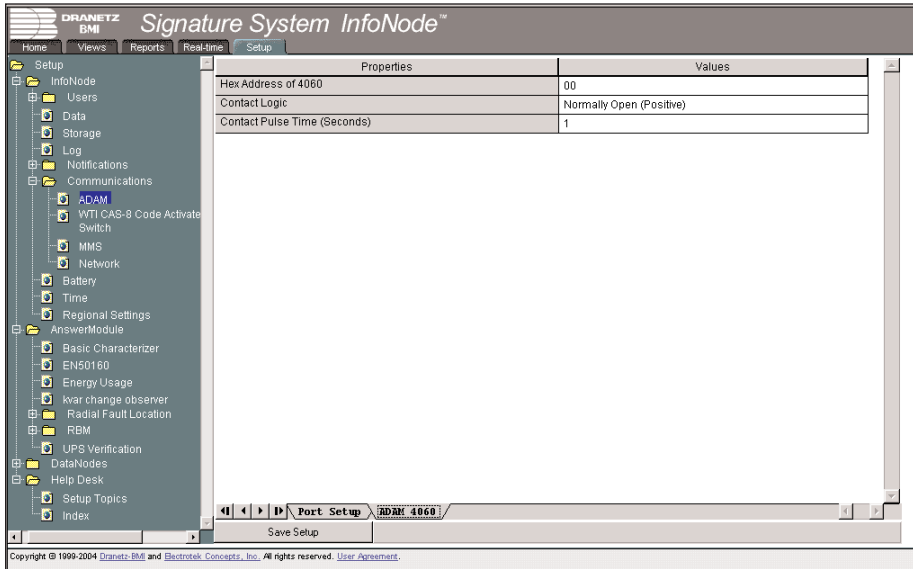 DRANETZ
BMI
Signature System InfoNode™
Home Views Reports Real-time Setup
Setup
InfoNode
Users
Data
Storage
Log
Notifications
Communications
ADAM
WTI CAS-8 Code Activate
Switch
MMS
Network
Battery
Time
Regional Settings
AnswerModule
Basic Characterizer
EN50160
Energy Usage
kvar change observer
Radial Fault Location
RBM
UPS Verification
DataNodes
Help Desk
Setup Topics
Index
Properties Values
Hex Address of 4060 00
Contact Logic Normally Open (Positive)
Contact Pulse Time (Seconds) 1
Port Setup ADAM 4060
Save Setup
Copyright © 1999-2004 Dranetz-BMI and Electrotek Concepts, Inc. All rights reserved. User Agreement.